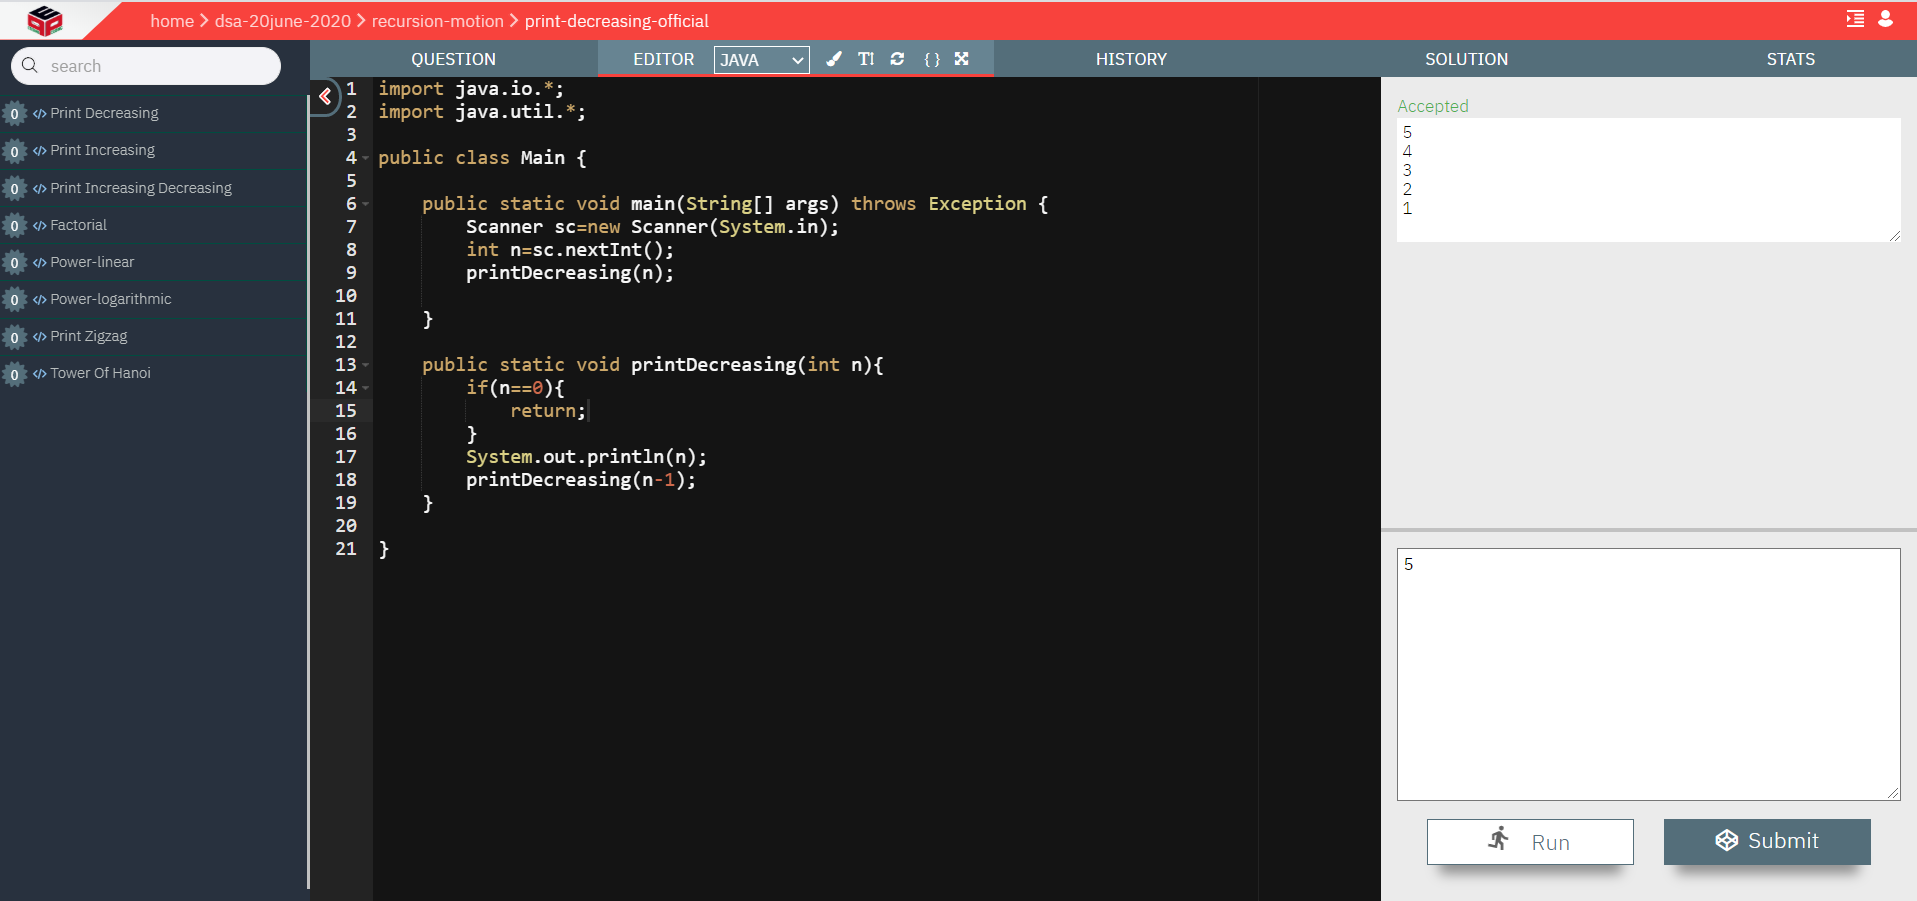 home > dsa-20june-2020 > recursion-motion > print-decreasing-official
search
0 </> Print Decreasing
0 </> Print Increasing
0 </> Print Increasing Decreasing
0 </> Factorial
0 </> Power-linear
0 </> Power-logarithmic
0 </> Print Zigzag
0 </> Tower Of Hanoi
QUESTION EDITOR JAVA T! { } HISTORY SOLUTION STATS
1 import java.io.*;
2 import java.util.*;
3
4 public class Main {
5
6     public static void main(String[] args) throws Exception {
7         Scanner sc=new Scanner(System.in);
8         int n=sc.nextInt();
9         printDecreasing(n);
10
11     }
12
13     public static void printDecreasing(int n){
14         if(n==0){
15             return;
16         }
17         System.out.println(n);
18         printDecreasing(n-1);
19     }
20
21 }
Accepted
5
4
3
2
1
5
Run
Submit